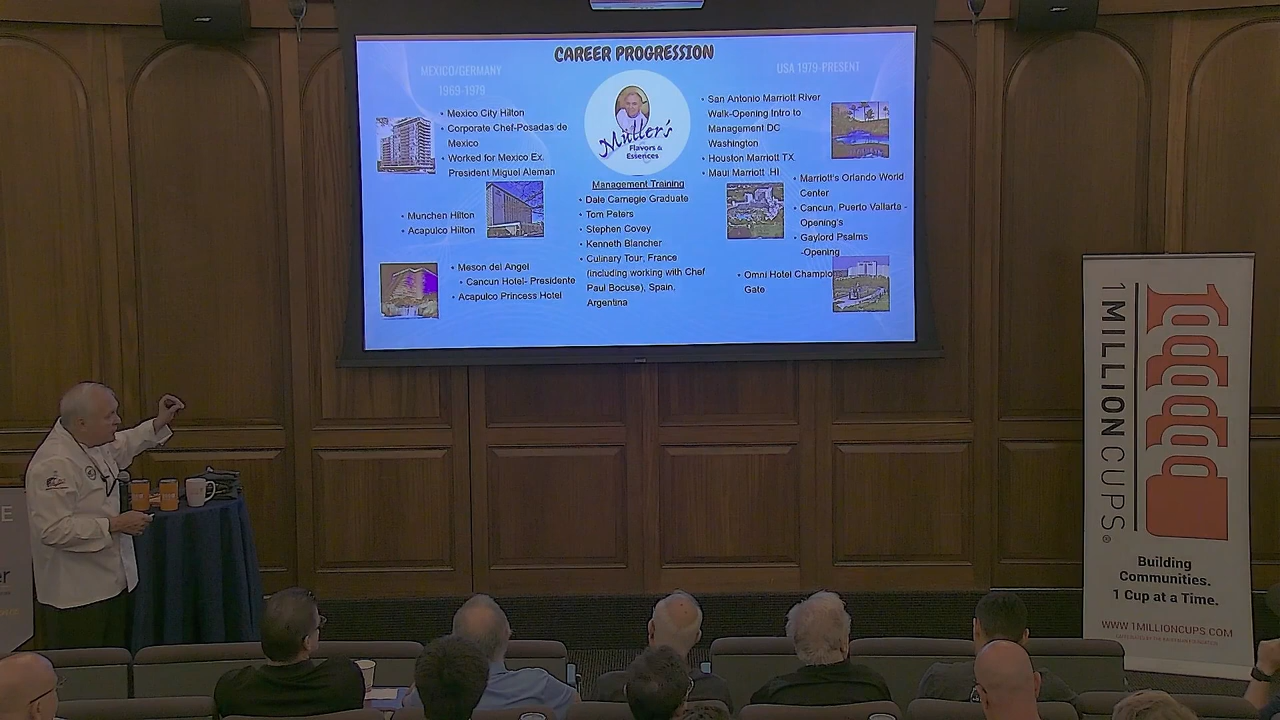 CAREER PROGRESSION
MEXICO/GERMANY
1969-1979
• Mexico City Hilton
• Corporate Chef-Posadas de
Mexico
• Worked for Mexico Ex.
President Miguel Aleman
• Munchen Hilton
• Acapulco Hilton
• Meson del Angel
• Cancun Hotel- Presidente
• Acapulco Princess Hotel
Müller's
Flavors &
Essences
Management Training
• Dale Carnegie Graduate
• Tom Peters
• Stephen Covey
• Kenneth Blancher
• Culinary Tour, France
(including working with Chef
Paul Bocuse), Spain,
Argentina
USA 1979-PRESENT
• San Antonio Marriott River
Walk-Opening Intro to
Management DC
Washington
• Houston Marriott TX
• Maui Marriott HI
• Marriott's Orlando World
Center
• Cancun, Puerto Vallarta -
Opening's
• Gaylord Psalms
-Opening
• Omni Hotel Champio
Gate
1MILLIONCUPS®
Building
Communities.
1 Cup at a Time.
WWW.1MILLIONCUPS.COM
E
er